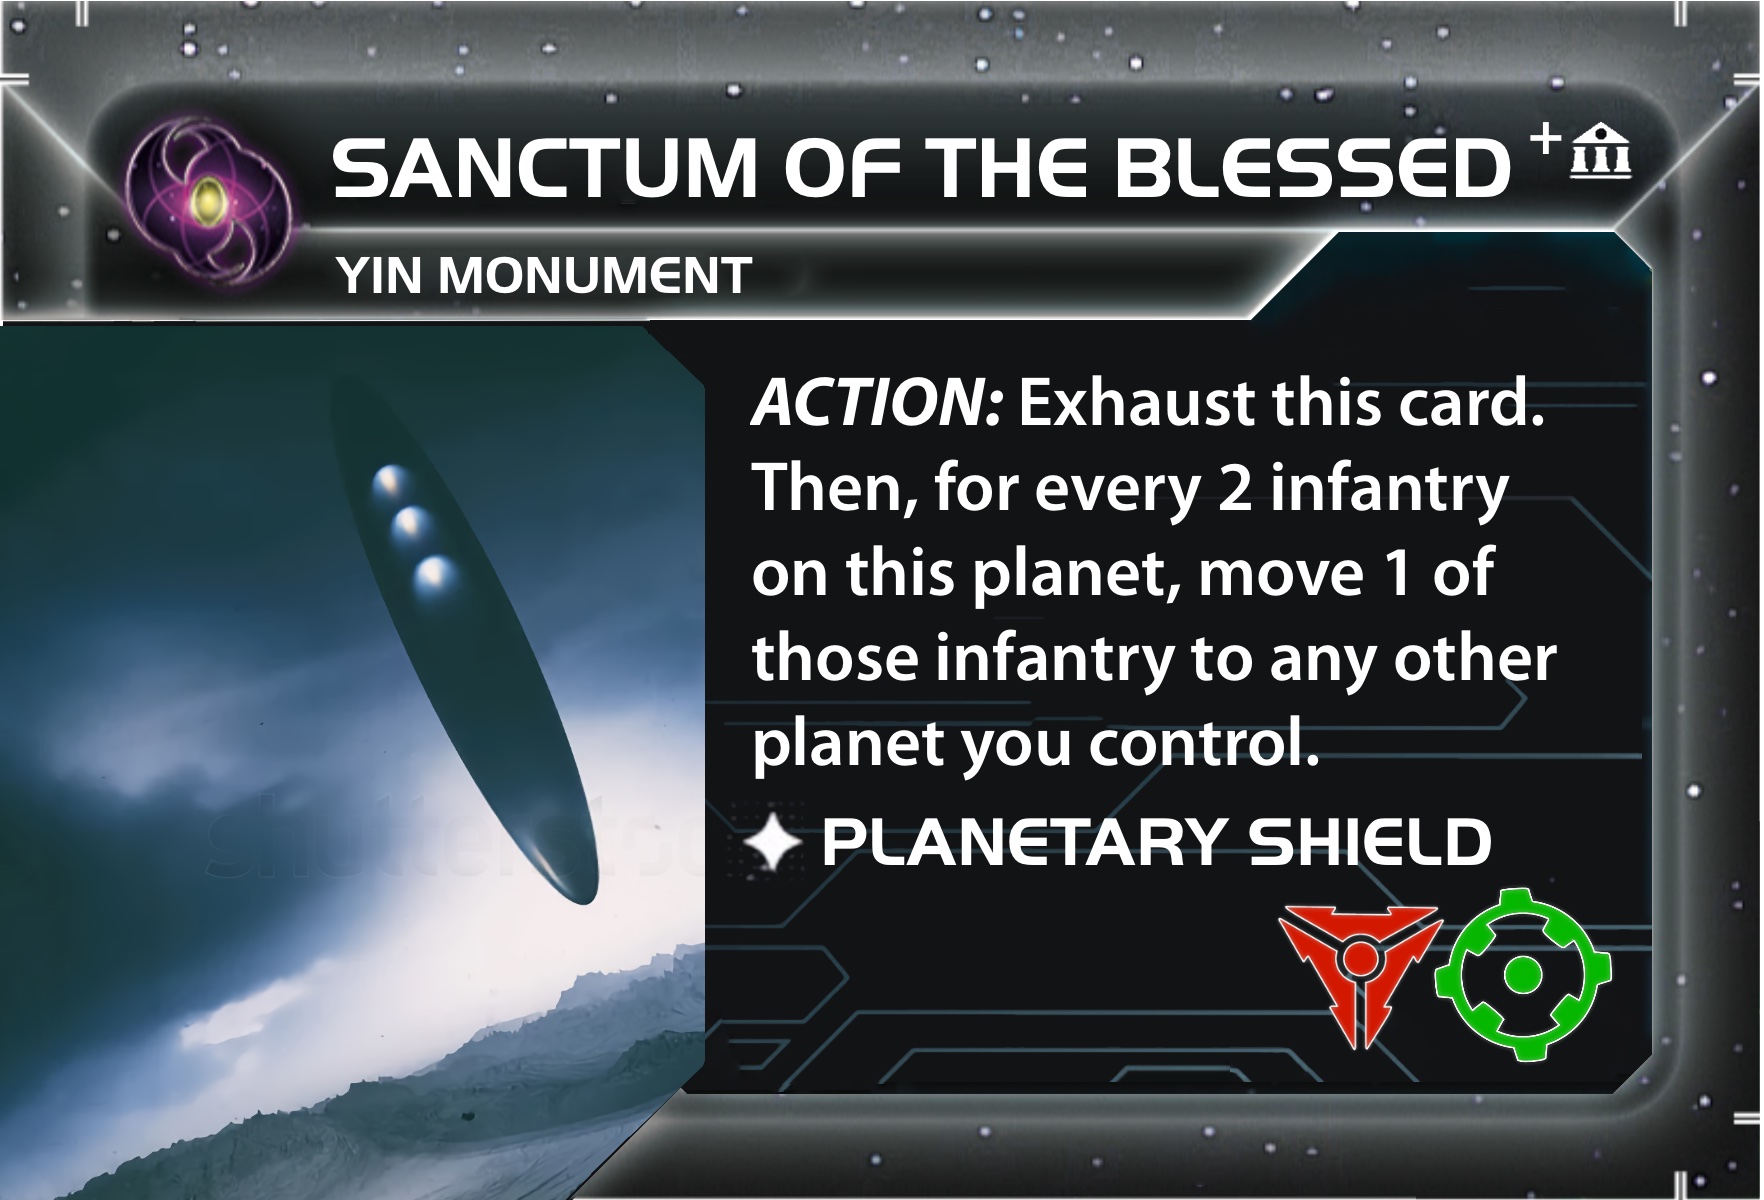 SANCTUM OF THE BLESSED +
YIN MONUMENT
ACTION: Exhaust this card.
Then, for every 2 infantry
on this planet, move 1 of
those infantry to any other
planet you control.
PLANETARY SHIELD